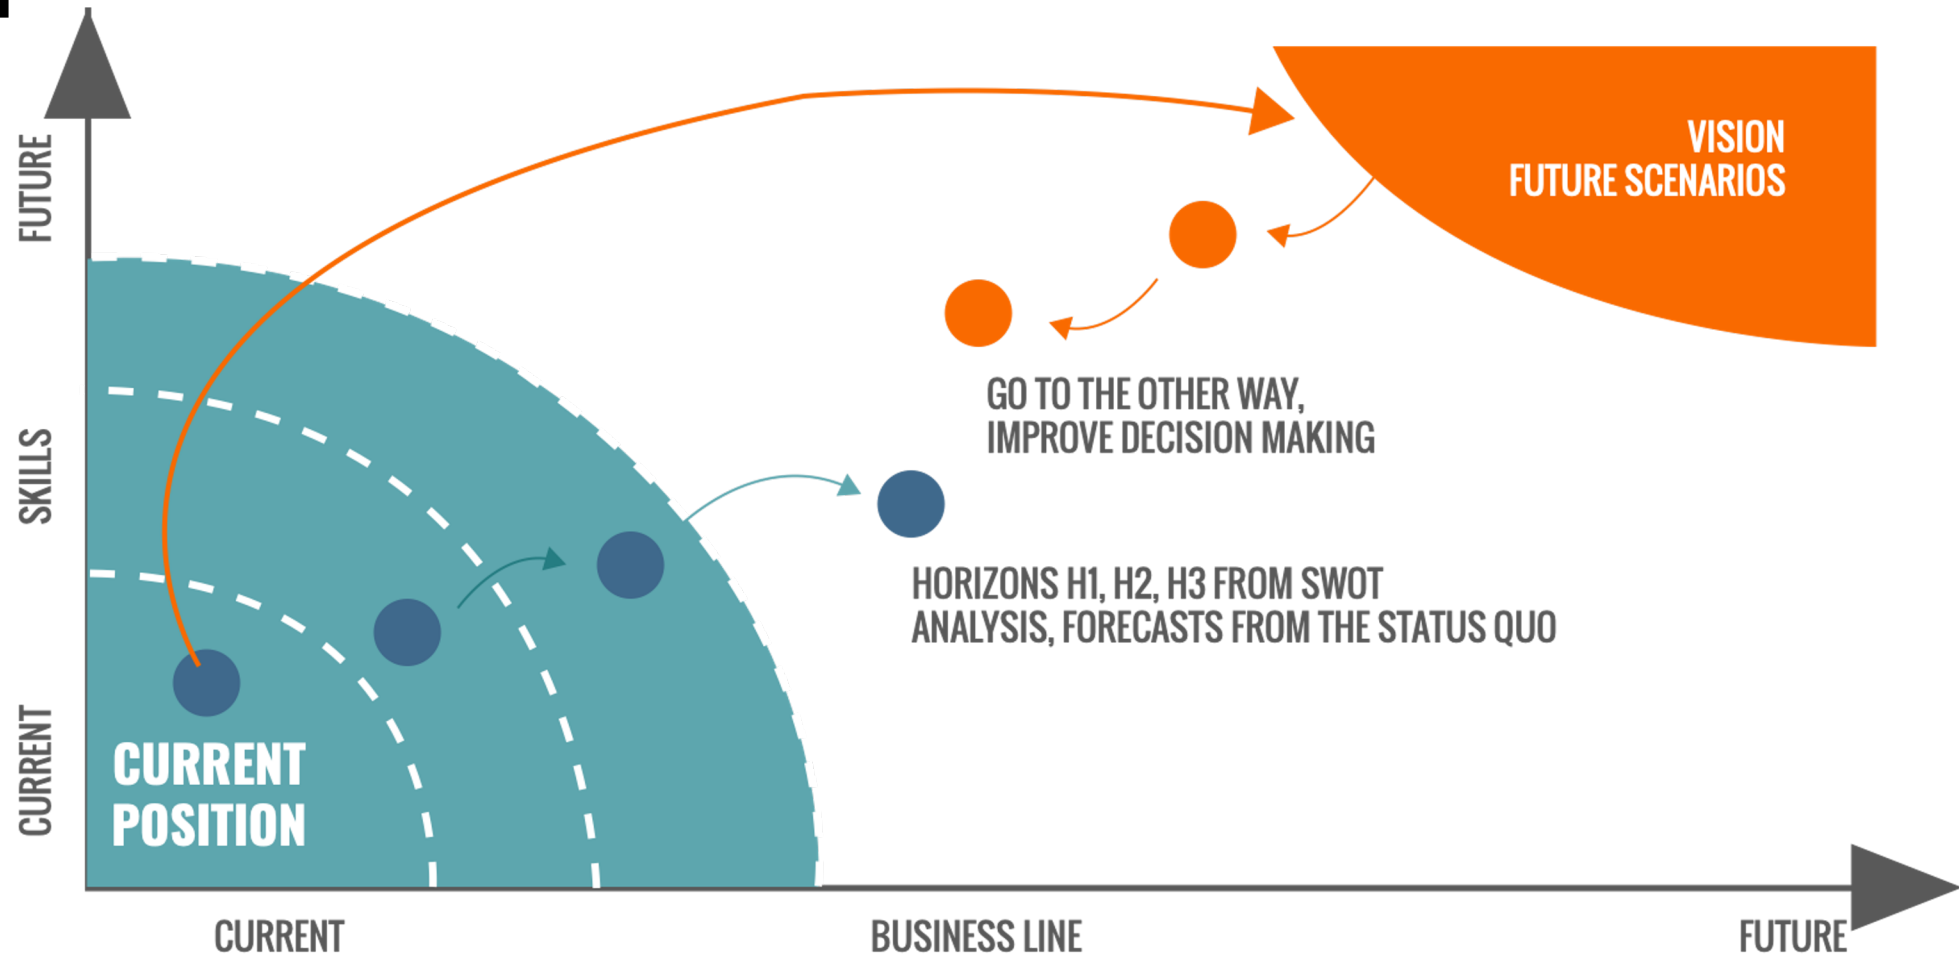 FUTURE
SKILLS
CURRENT
VISION
FUTURE SCENARIOS
GO TO THE OTHER WAY,
IMPROVE DECISION MAKING
HORIZONS H1, H2, H3 FROM SWOT
ANALYSIS, FORECASTS FROM THE STATUS QUO
CURRENT
POSITION
CURRENT
BUSINESS LINE
FUTURE